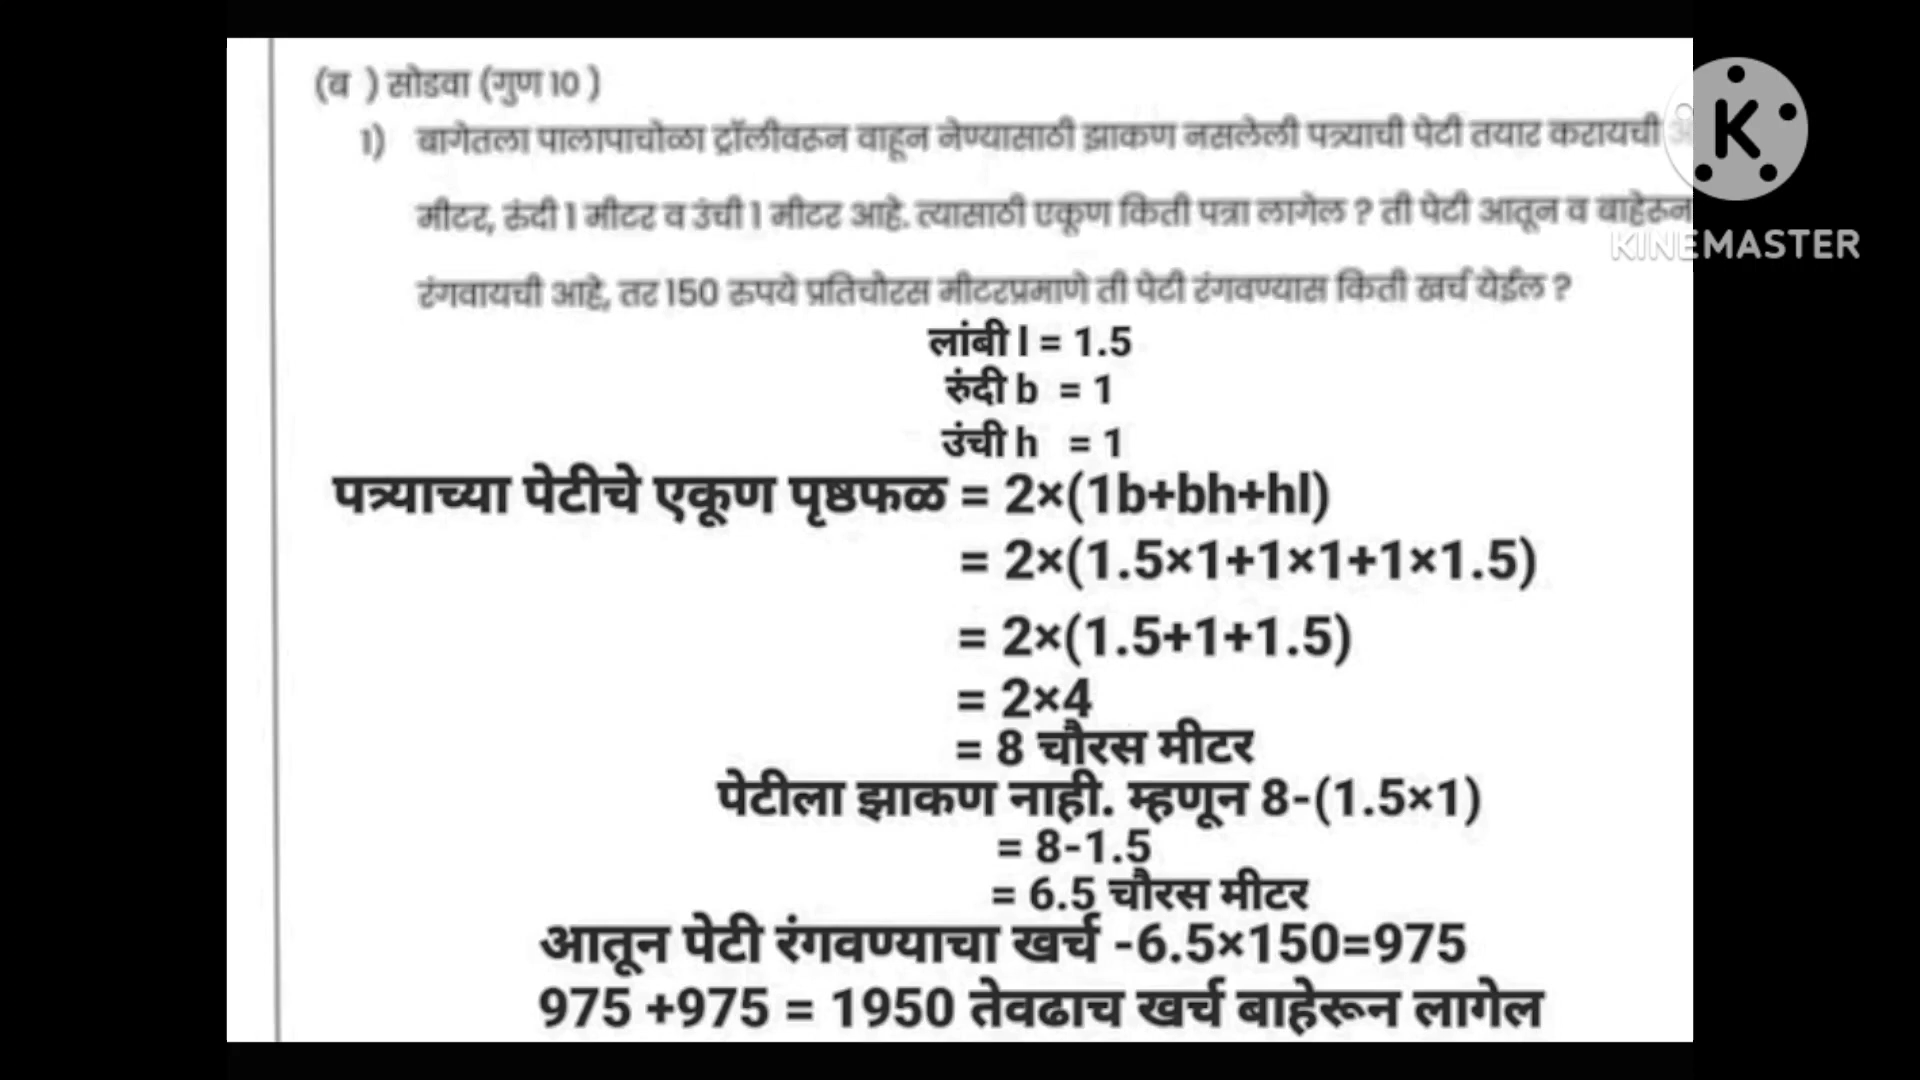 (ब ) सोडवा (गुण 10 )
1) बागेतला पालापाचोळा ट्रॉलीवरून वाहून नेण्यासाठी झाकण नसलेली पत्र्याची पेटी तयार करायची
मीटर, रुंदी 1 मीटर व उंची 1 मीटर आहे. त्यासाठी एकूण किती पत्रा लागेल ? ती पेटी आतून व बाहेरून
रंगवायची आहे, तर 150 रुपये प्रतिचौरस मीटरप्रमाणे ती पेटी रंगवण्यास किती खर्च येईल ?
लांबी l = 1.5
रुंदी b = 1
उंची h = 1
पत्र्याच्या पेटीचे एकूण पृष्ठफळ = 2×(1b+bh+hl)
= 2×(1.5×1+1×1+1×1.5)
= 2×(1.5+1+1.5)
= 2×4
= 8 चौरस मीटर
पेटीला झाकण नाही. म्हणून 8-(1.5×1)
= 8-1.5
= 6.5 चौरस मीटर
आतून पेटी रंगवण्याचा खर्च -6.5×150=975
975 +975 = 1950 तेवढाच खर्च बाहेरून लागेल
K
KINEMASTER